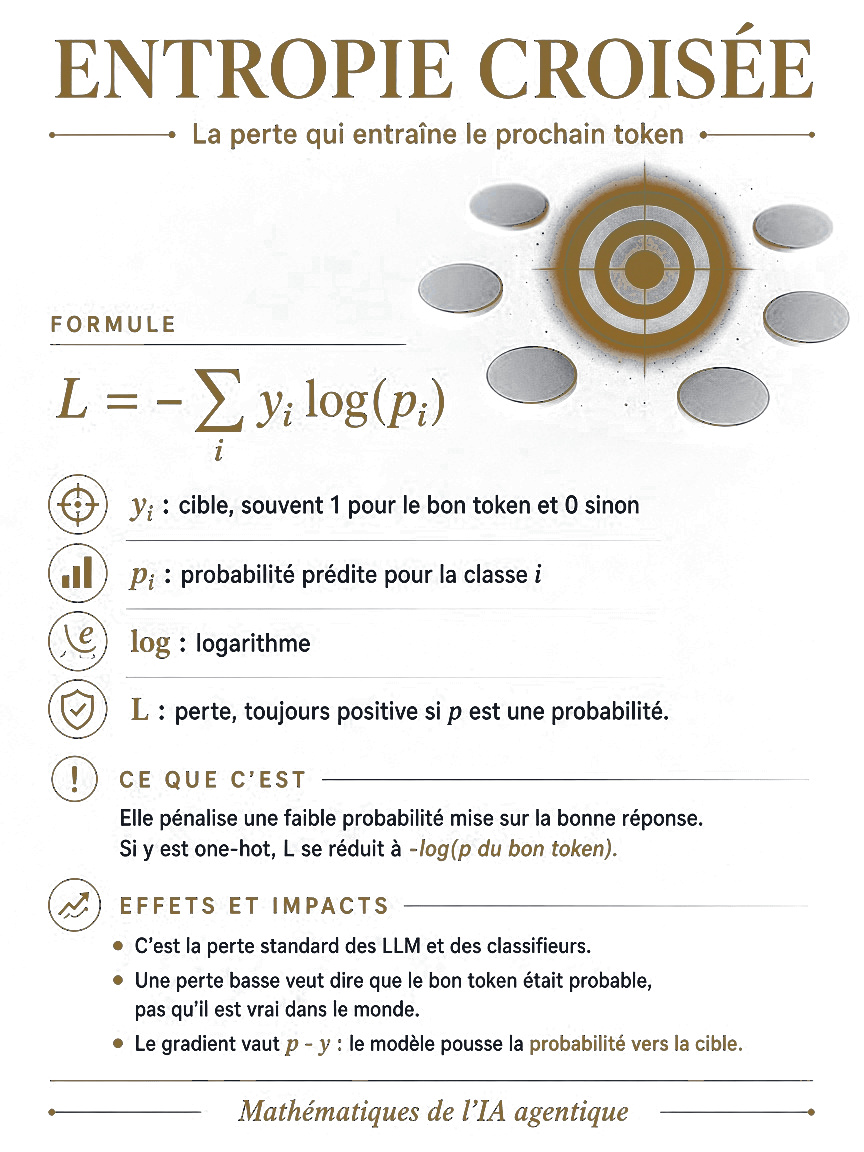 ENTROPIE CROISÉE
La perte qui entraîne le prochain token
FORMULE
L = − ∑ y_i log(p_i)
i
y_i : cible, souvent 1 pour le bon token et 0 sinon
p_i : probabilité prédite pour la classe i
e
log : logarithme
L : perte, toujours positive si p est une probabilité.
! CE QUE C’EST
Elle pénalise une faible probabilité mise sur la bonne réponse.
Si y est one-hot, L se réduit à -log(p du bon token).
EFFETS ET IMPACTS
• C’est la perte standard des LLM et des classifieurs.
• Une perte basse veut dire que le bon token était probable,
pas qu’il est vrai dans le monde.
• Le gradient vaut p - y : le modèle pousse la probabilité vers la cible.
Mathématiques de l’IA agentique